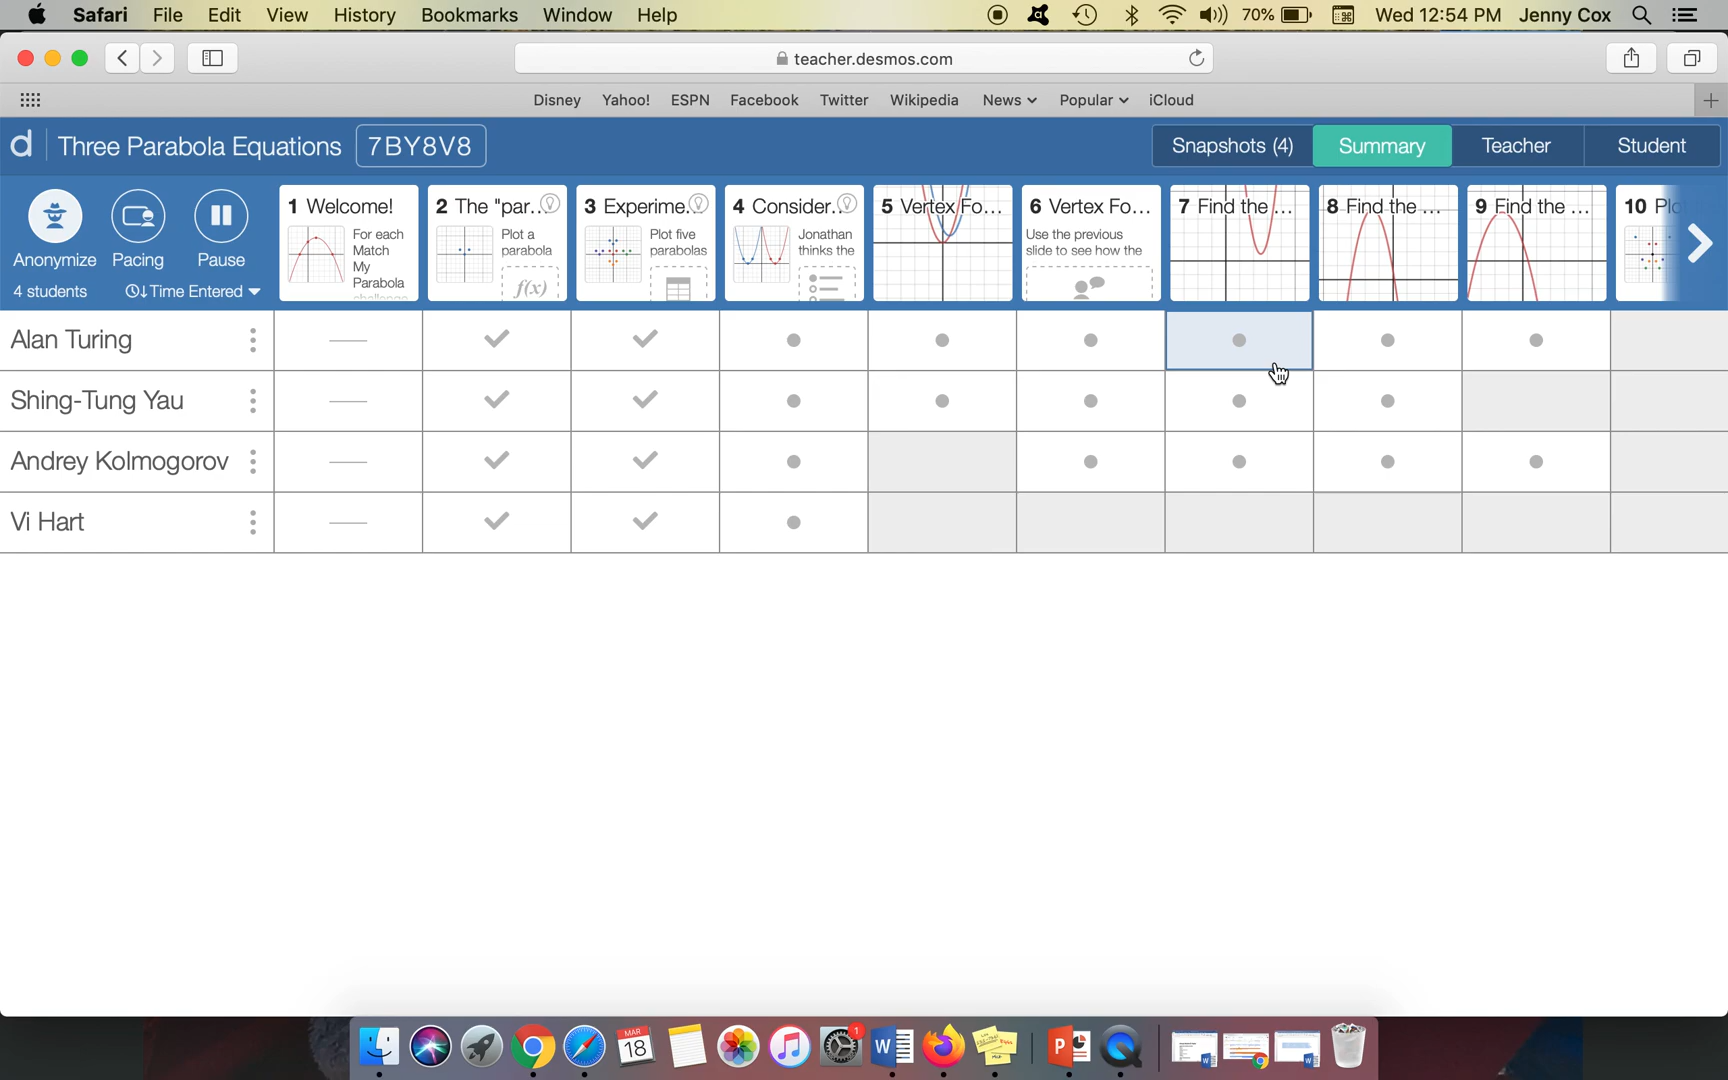 Safari File Edit View History Bookmarks Window Help 70% Wed 12:54 PM Jenny Cox
teacher.desmos.com
Disney Yahoo! ESPN Facebook Twitter Wikipedia News Popular iCloud
d Three Parabola Equations 7BY8V8 Snapshots (4) Summary Teacher Student
1 Welcome! 2 The "par... 3 Experime... 4 Consider... 5 Vertex Fo... 6 Vertex Fo... 7 Find the ... 8 Find the ... 9 Find the ... 10
For each Plot a Plot five Jonathan Use the previous
Match parabola parabolas thinks the slide to see how the
My
Parabola
f(x)
Anonymize Pacing Pause
4 students Time Entered
Alan Turing
Shing-Tung Yau
Andrey Kolmogorov
Vi Hart
MAR
18
1